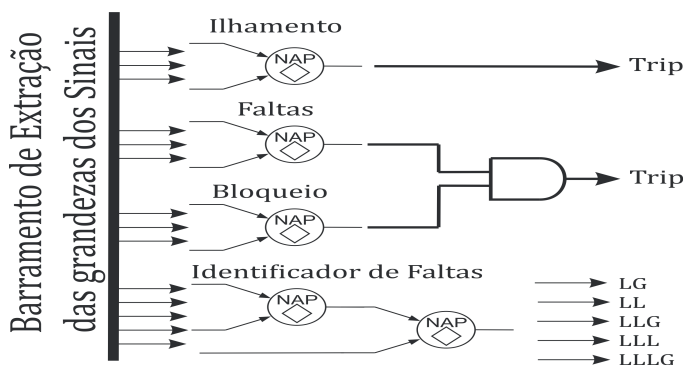 Barramento de Extração
das grandezas dos Sinais
Ilhamento
NAP
Trip
Faltas
NAP
Bloqueio
NAP
Trip
Identificador de Faltas
NAP
NAP
LG
LL
LLG
LLL
LLLG